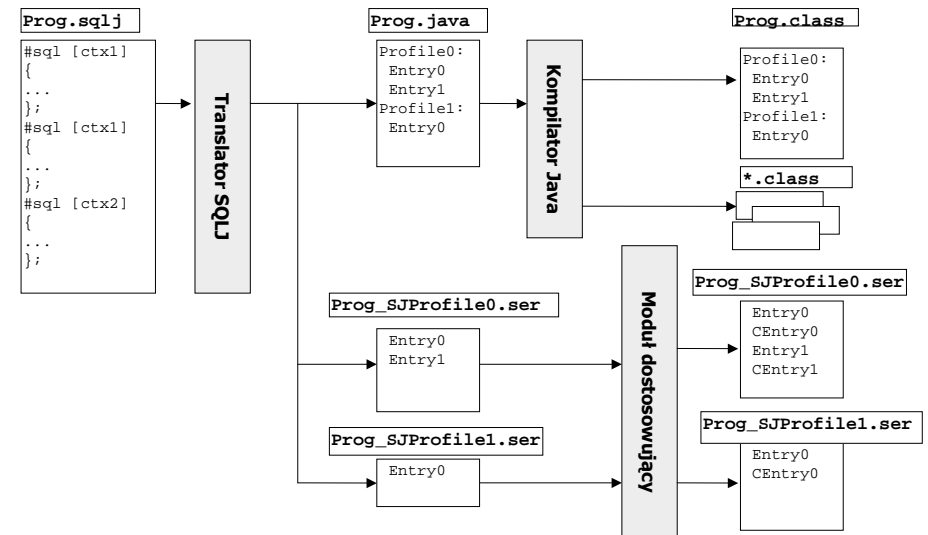 Prog.sqlj
#sql [ctx1]
{
...
};
#sql [ctx1]
{
...
};
#sql [ctx2]
{
...
};
Translator SQLJ
Prog.java
Profile0:
Entry0
Entry1
Profile1:
Entry0
Kompilator Java
Prog.class
Profile0:
Entry0
Entry1
Profile1:
Entry0
*.class
Prog_SJProfile0.ser
Entry0
Entry1
Prog_SJProfile1.ser
Entry0
Moduł dostosowujący
Prog_SJProfile0.ser
Entry0
CEntry0
Entry1
CEntry1
Prog_SJProfile1.ser
Entry0
CEntry0